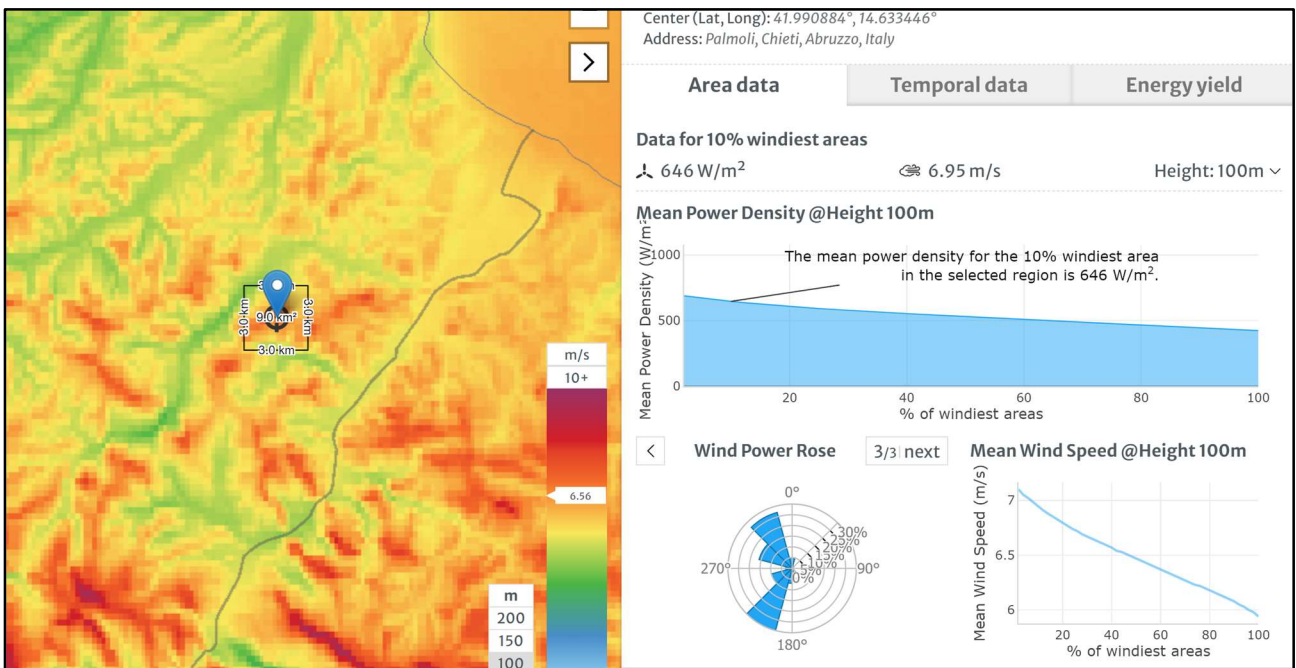 Center (Lat, Long): 41.990884°, 14.633446°
Address: Palmoli, Chieti, Abruzzo, Italy
Area data
Temporal data
Energy yield
Data for 10% windiest areas
646 W/m²
6.95 m/s
Height: 100m
Mean Power Density @Height 100m
Mean Power Density (W/m²)
1000
500
0
The mean power density for the 10% windiest area
in the selected region is 646 W/m².
20 40 60 80 100
% of windiest areas
Wind Power Rose
3/3 next
0°
90°
180°
270°
30%
25%
20%
15%
10%
5%
0%
Mean Wind Speed @Height 100m
Mean Wind Speed (m/s)
7
6.5
6
20 40 60 80 100
% of windiest areas
3.0 km
9.0 km²
3.0 km
3.0 km
m/s
10+
6.56
m
200
150
100